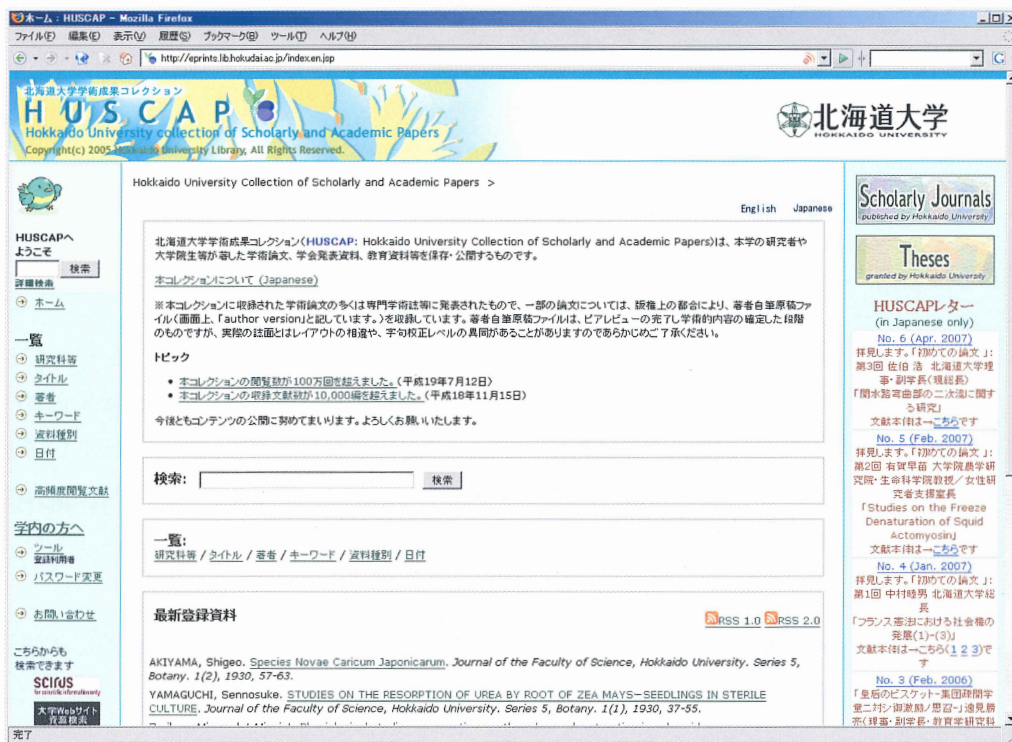 ホーム : HUSCAP - Mozilla Firefox
ファイル(F) 編集(E) 表示(V) 履歴(S) ブックマーク(B) ツール(T) ヘルプ(H)
http://eprints.lib.hokudai.ac.jp/index.en.jsp
北海道大学学術成果コレクション
HUSCAP
Hokkaido University collection of Scholarly and Academic Papers
Copyright(c) 2005 Hokkaido University Library, All Rights Reserved.
北海道大学
HOKKAIDO UNIVERSITY
HUSCAPへ
ようこそ
検索
詳細検索
ホーム
一覧
研究科等
タイトル
著者
キーワード
資料種別
日付
高頻度閲覧文献
学内の方へ
ツール
登録利用者
パスワード変更
お問い合わせ
こちらからも
検索できます
SCIRUS
for scientific information only
大学Webサイト
資源検索
Hokkaido University Collection of Scholarly and Academic Papers >
English Japanese
北海道大学学術成果コレクション(HUSCAP: Hokkaido University Collection of Scholarly and Academic Papers)は、本学の研究者や
大学院生等が著した学術論文、学会発表資料、教育資料等を保存・公開するものです。
本コレクションについて (Japanese)
※本コレクションに収録された学術論文の多くは専門学術誌等に発表されたもので、一部の論文については、版権上の都合により、著者自筆原稿ファ
イル(画面上、「author version」と記しています。)を収録しています。著者自筆原稿ファイルは、ピアレビューの完了し学術的内容の確定した段階
のものですが、実際の誌面とはレイアウトの相違や、字句校正レベルの異同があることがありますのであらかじめご了承ください。
トピック
• 本コレクションの閲覧数が100万回を超えました。(平成19年7月12日)
• 本コレクションの収録文献数が10,000編を超えました。(平成18年11月15日)
今後ともコンテンツの公開に努めてまいります。よろしくお願いいたします。
検索: 検索
一覧:
研究科等 / タイトル / 著者 / キーワード / 資料種別 / 日付
最新登録資料
RSS 1.0 RSS 2.0
AKIYAMA, Shigeo. Species Novae Caricum Japonicarum. Journal of the Faculty of Science, Hokkaido University. Series 5,
Botany. 1(2), 1930, 57-63.
YAMAGUCHI, Sennosuke. STUDIES ON THE RESORPTION OF UREA BY ROOT OF ZEA MAYS-SEEDLINGS IN STERILE
CULTURE. Journal of the Faculty of Science, Hokkaido University. Series 5, Botany. 1(1), 1930, 37-55.
Scholarly Journals
published by Hokkaido University
Theses
granted by Hokkaido University
HUSCAPレター
(in Japanese only)
No. 6 (Apr. 2007)
拝見します。「初めての論文」:
第3回 佐伯 浩 北海道大学理
事・副学長(現総長)
「開水路弯曲部の二次流に関す
る研究」
文献本体は→こちらです
No. 5 (Feb. 2007)
拝見します。「初めての論文」:
第2回 有賀早苗 大学院農学研
究院・生命科学院教授／女性研
究者支援室長
「Studies on the Freeze
Denaturation of Squid
Actomyosin」
文献本体は→こちらです
No. 4 (Jan. 2007)
拝見します。「初めての論文」:
第1回 中村睦男 北海道大学総
長
「フランス憲法における社会権の
発展(1)-(3)」
文献本体は→こちら(1 2 3)で
す
No. 3 (Feb. 2006)
「皇后のビスケット-集団疎開学
童ニ対シ御激励ノ思召-」逸見勝
亮(理事・副学長・教育学研究科
完了